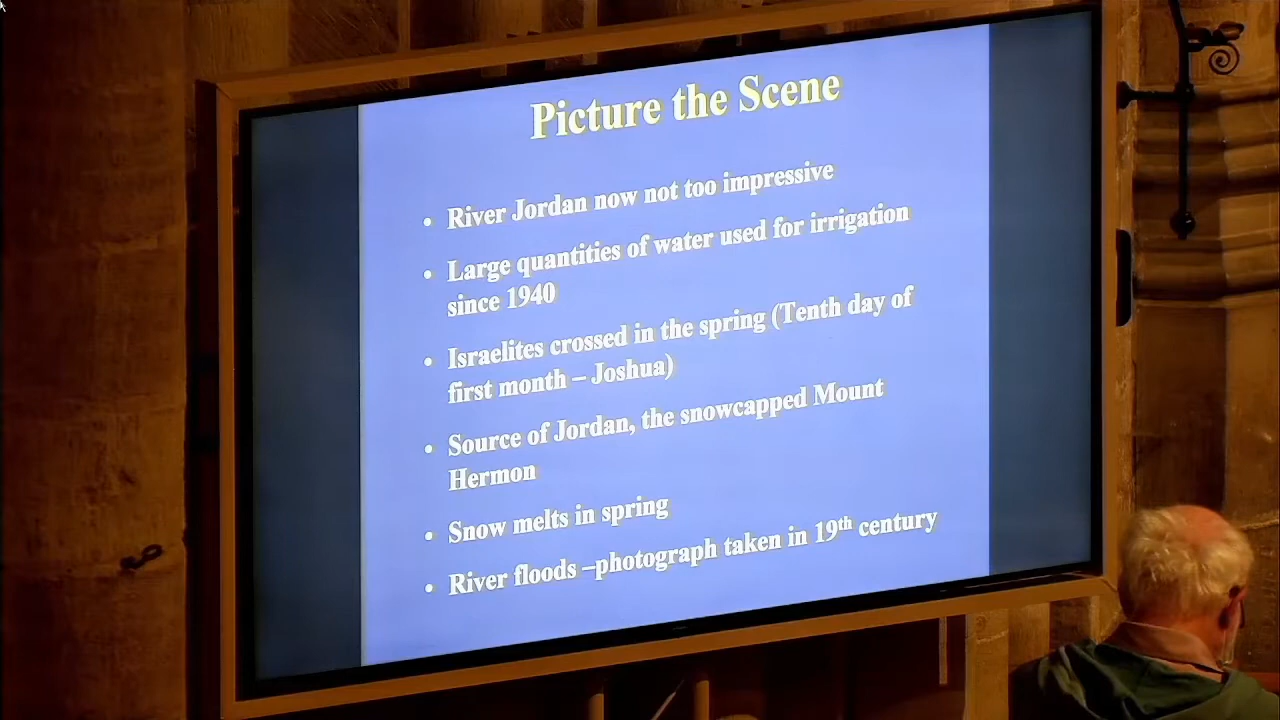 Picture the Scene
• River Jordan now not too impressive
• Large quantities of water used for irrigation
since 1940
• Israelites crossed in the spring (Tenth day of
first month – Joshua)
• Source of Jordan, the snowcapped Mount
Hermon
• Snow melts in spring
• River floods –photograph taken in 19th century